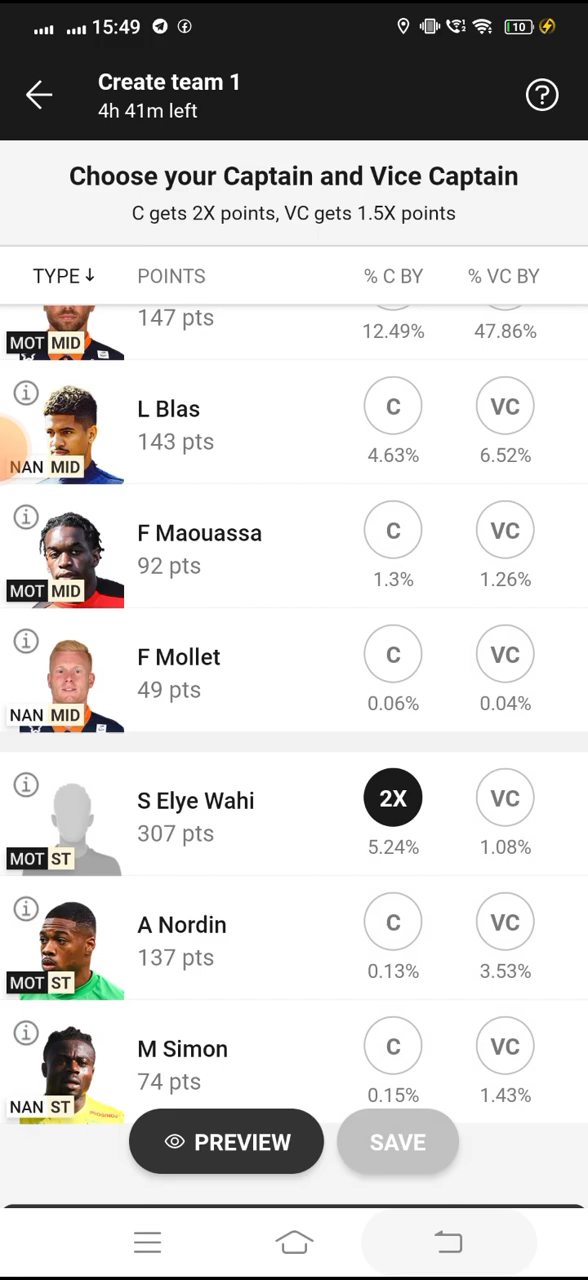 15:49
10
Create team 1
4h 41m left
Choose your Captain and Vice Captain
C gets 2X points, VC gets 1.5X points
TYPE↓ POINTS % C BY % VC BY
147 pts
12.49% 47.86%
MOT MID
L Blas
C VC
143 pts
4.63% 6.52%
NAN MID
F Maouassa
C VC
92 pts
1.3% 1.26%
MOT MID
F Mollet
C VC
49 pts
0.06% 0.04%
NAN MID
S Elye Wahi
2X VC
307 pts
5.24% 1.08%
MOT ST
A Nordin
C VC
137 pts
0.13% 3.53%
MOT ST
M Simon
C VC
74 pts
0.15% 1.43%
NAN ST
PREVIEW SAVE